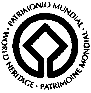 PATRIMONIO MUNDIAL
WORLD HERITAGE
PATRIMOINE MONDIAL